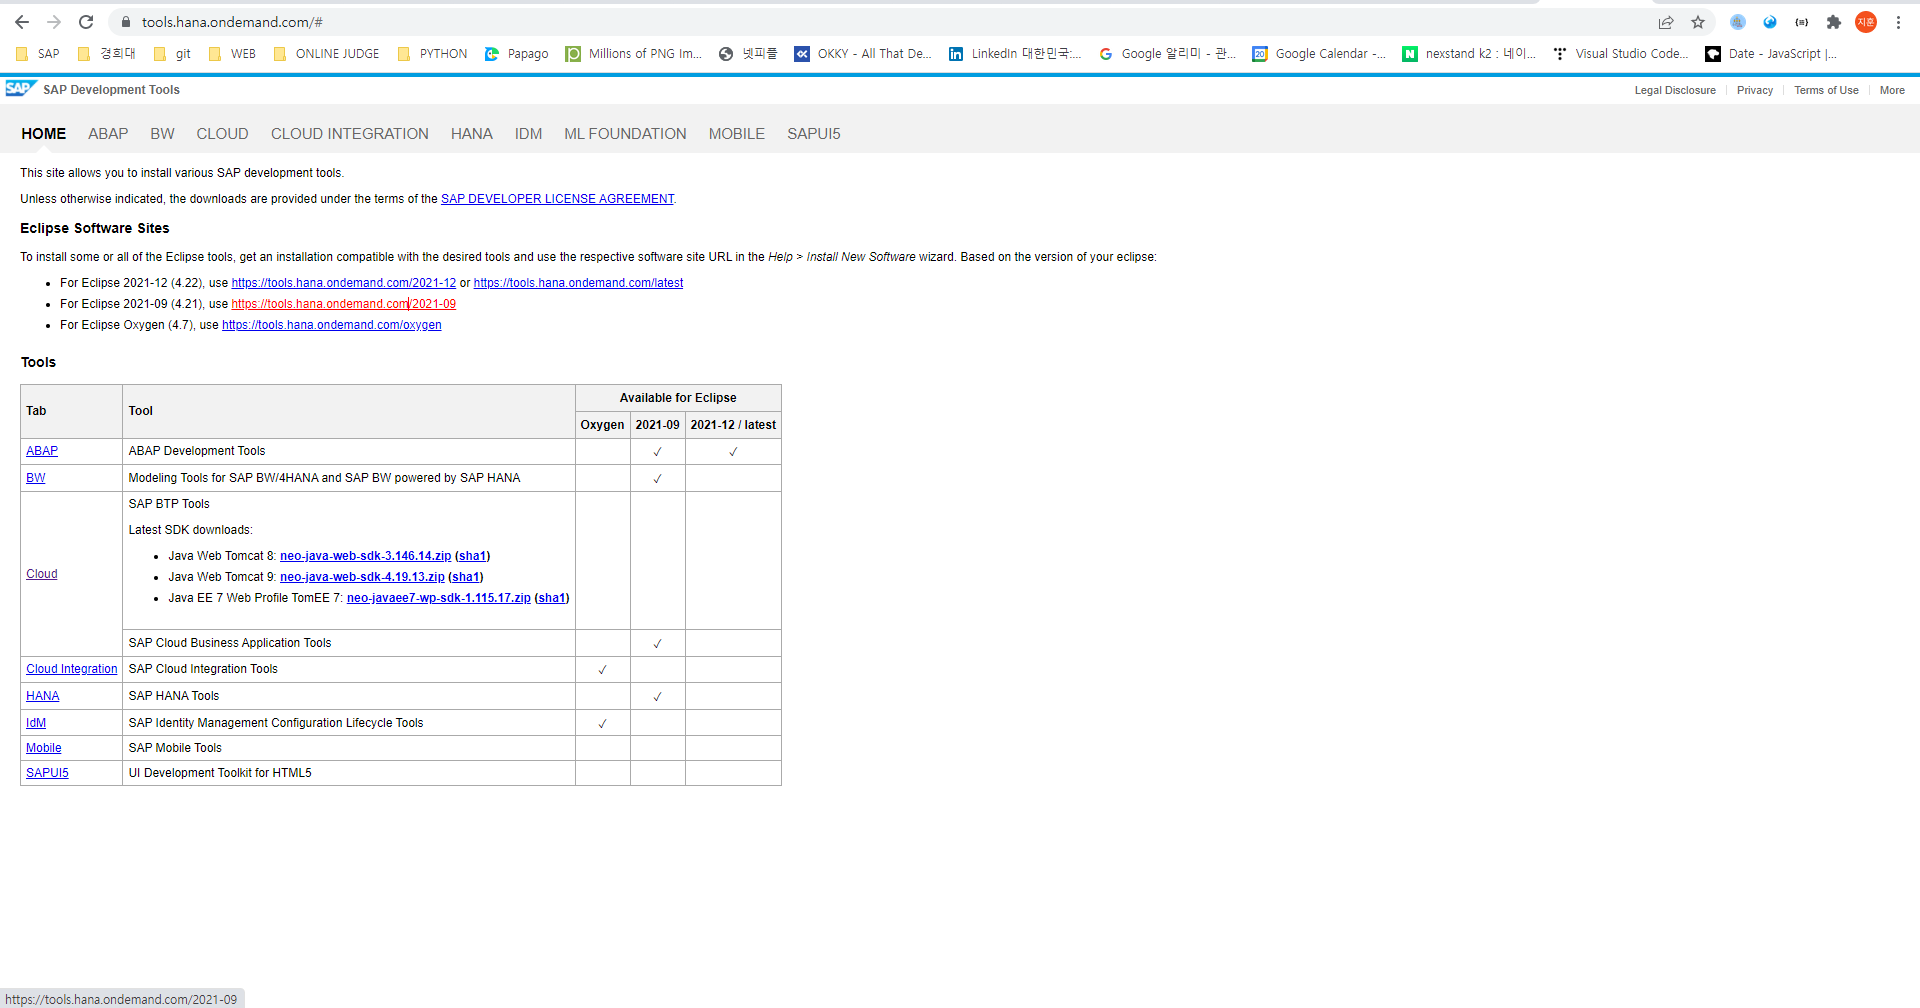 tools.hana.ondemand.com/#
지훈
SAP 경희대 git WEB ONLINE JUDGE PYTHON Papago Millions of PNG Im... 넷피플 OKKY - All That De... LinkedIn 대한민국:... Google 알리미 - 관... Google Calendar -... nexstand k2 : 네이... Visual Studio Code... Date - JavaScript |...
SAP SAP Development Tools Legal Disclosure Privacy Terms of Use More
HOME ABAP BW CLOUD CLOUD INTEGRATION HANA IDM ML FOUNDATION MOBILE SAPUI5
This site allows you to install various SAP development tools.
Unless otherwise indicated, the downloads are provided under the terms of the SAP DEVELOPER LICENSE AGREEMENT.
Eclipse Software Sites
To install some or all of the Eclipse tools, get an installation compatible with the desired tools and use the respective software site URL in the Help > Install New Software wizard. Based on the version of your eclipse:
• For Eclipse 2021-12 (4.22), use https://tools.hana.ondemand.com/2021-12 or https://tools.hana.ondemand.com/latest
• For Eclipse 2021-09 (4.21), use https://tools.hana.ondemand.com/2021-09
• For Eclipse Oxygen (4.7), use https://tools.hana.ondemand.com/oxygen
Tools
Tab Tool Available for Eclipse
Oxygen 2021-09 2021-12 / latest
ABAP ABAP Development Tools ✓ ✓
BW Modeling Tools for SAP BW/4HANA and SAP BW powered by SAP HANA ✓
Cloud SAP BTP Tools
Latest SDK downloads:
• Java Web Tomcat 8: neo-java-web-sdk-3.146.14.zip (sha1)
• Java Web Tomcat 9: neo-java-web-sdk-4.19.13.zip (sha1)
• Java EE 7 Web Profile TomEE 7: neo-javaee7-wp-sdk-1.115.17.zip (sha1)
SAP Cloud Business Application Tools ✓
Cloud Integration SAP Cloud Integration Tools ✓
HANA SAP HANA Tools ✓
IdM SAP Identity Management Configuration Lifecycle Tools ✓
Mobile SAP Mobile Tools
SAPUI5 UI Development Toolkit for HTML5
https://tools.hana.ondemand.com/2021-09